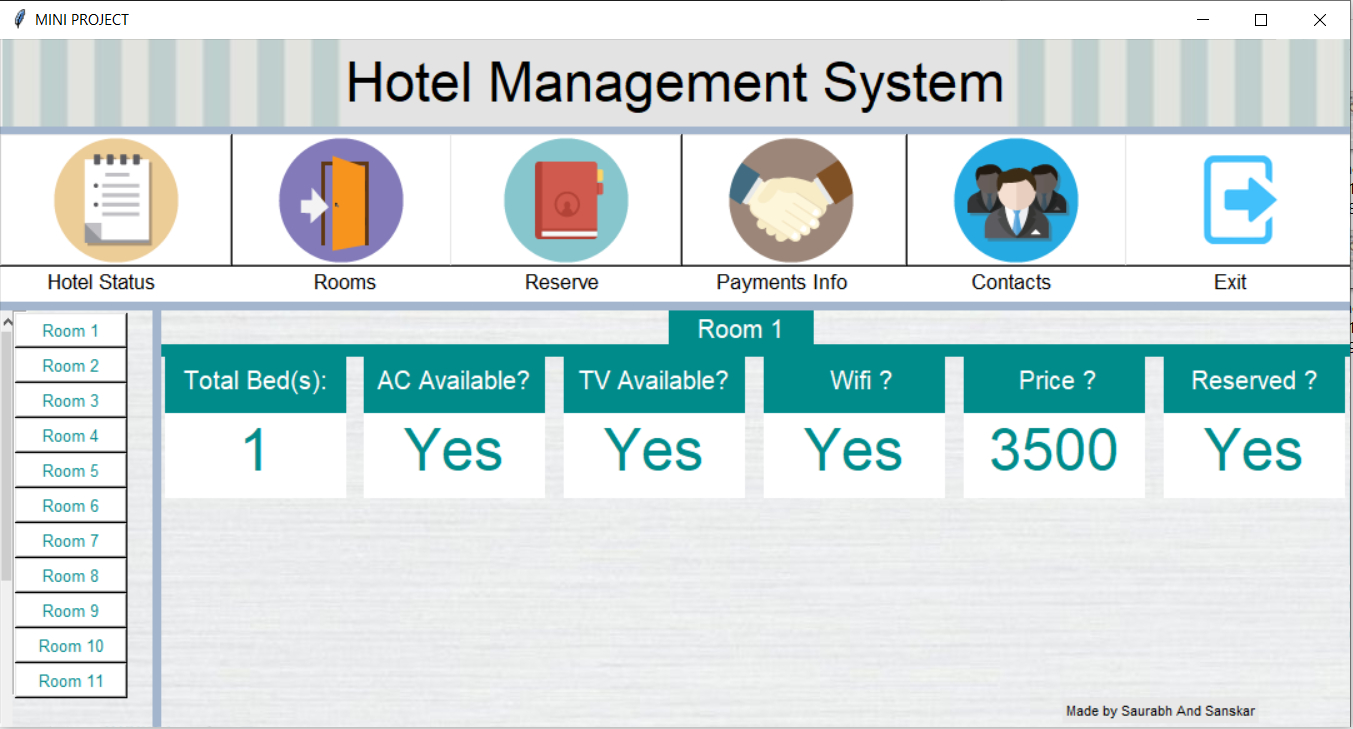 MINI PROJECT
Hotel Management System
Hotel Status Rooms Reserve Payments Info Contacts Exit
Room 1
Room 2
Room 3
Room 4
Room 5
Room 6
Room 7
Room 8
Room 9
Room 10
Room 11
Room 1
Total Bed(s): AC Available? TV Available? Wifi ? Price ? Reserved ?
1 Yes Yes Yes 3500 Yes
Made by Saurabh And Sanskar